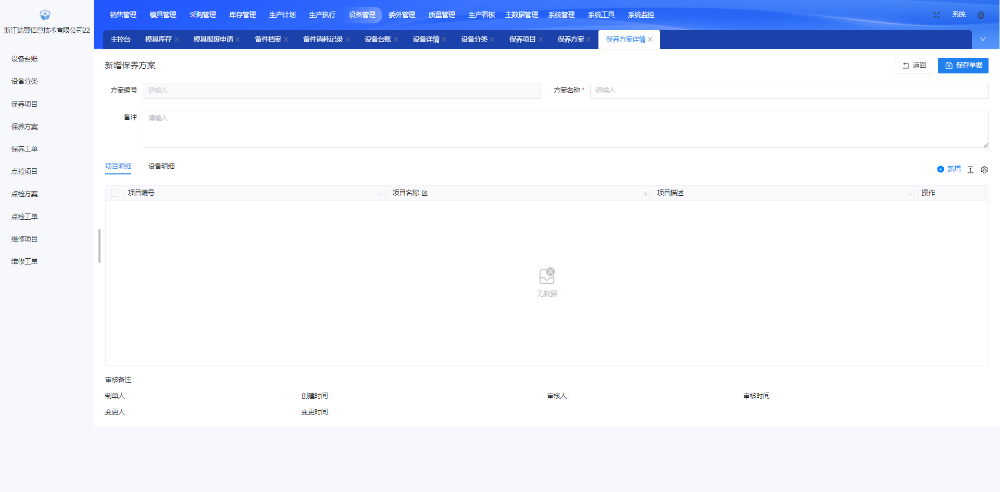 浙江瑞翼信息技术有限公司22
销售管理 模具管理 采购管理 库存管理 生产计划 生产执行 设备管理 委外管理 质量管理 生产看板 主数据管理 系统管理 系统工具 系统监控 系统
主控台 模具库存 模具报废申请 备件档案 备件消耗记录 设备台账 设备详情 设备分类 保养项目 保养方案 保养方案详情
设备台账
设备分类
保养项目
保养方案
保养工单
点检项目
点检方案
点检工单
维修项目
维修工单
新增保养方案 返回 保存单据
方案编号 请输入 方案名称* 请输入
备注 请输入
项目明细 设备明细 新增
项目编号 项目名称 项目描述 操作
无数据
审核备注:
制单人: 创建时间: 审核人: 审核时间:
变更人: 变更时间: